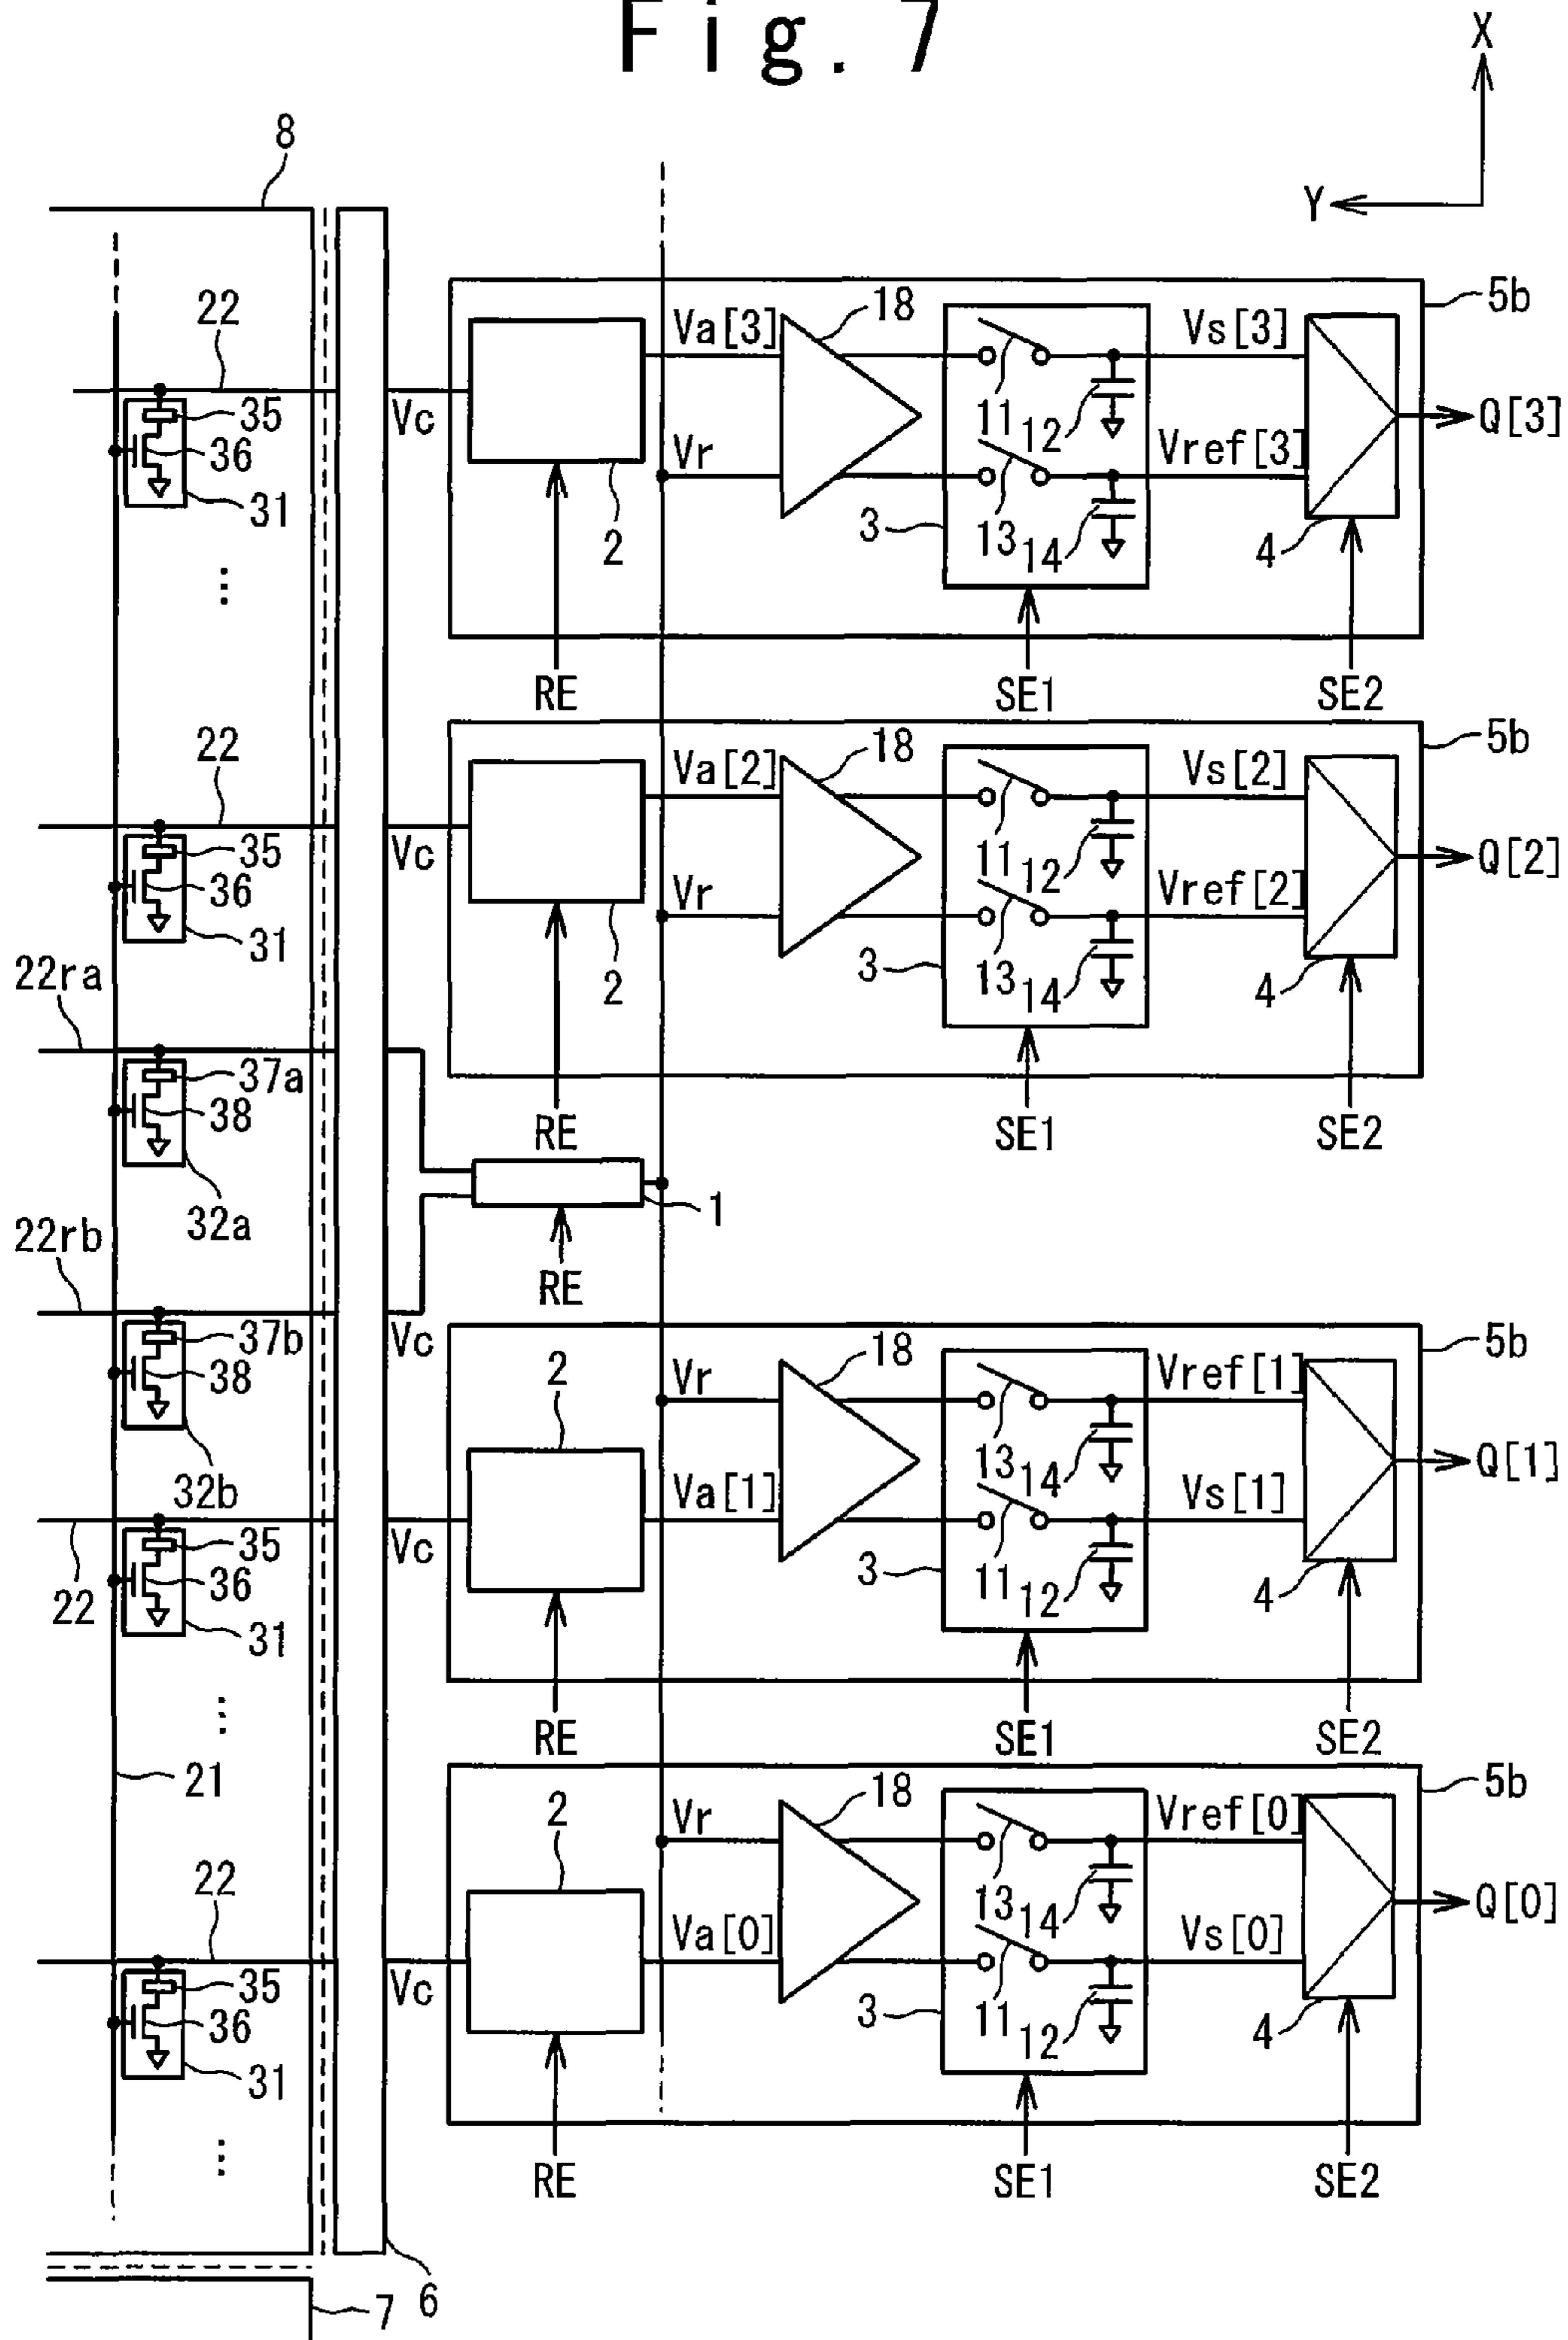 Fig. 7
X
Y
8
22
Vc
35
36
31
Va[3]
Vr
2
18
11
12
13
14
3
Vs[3]
Vref[3]
4
5b
Q[3]
RE
SE1
SE2
22
Vc
35
36
31
Va[2]
Vr
2
18
11
12
13
14
3
Vs[2]
Vref[2]
4
5b
Q[2]
RE
SE1
SE2
22ra
37a
38
32a
1
RE
22rb
37b
38
32b
Vc
2
Vr
Va[1]
18
13
14
11
12
3
Vref[1]
Vs[1]
4
5b
Q[1]
22
Vc
35
36
31
RE
SE1
SE2
21
22
Vc
35
36
31
2
Vr
Va[0]
18
13
14
11
12
3
Vref[0]
Vs[0]
4
5b
Q[0]
RE
SE1
SE2
7
6